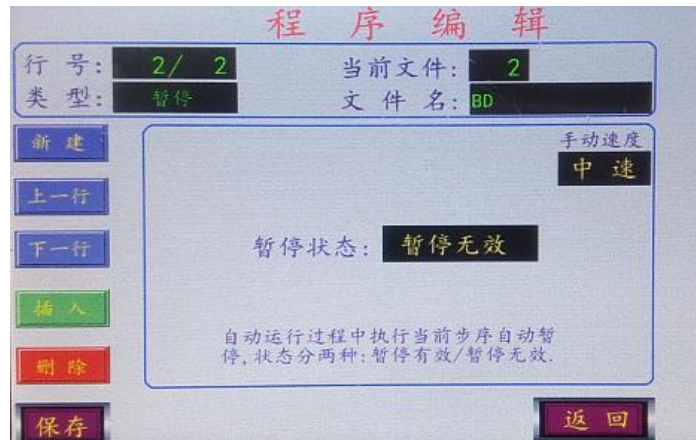 程 序 编 辑
行 号: 2/ 2 当前文件: 2
类 型: 暂停 文 件 名: BD
新 建
手动速度
中 速
上一行
下一行
暂停状态: 暂停无效
插 入
自动运行过程中执行当前步序自动暂
停,状态分两种:暂停有效/暂停无效.
删 除
保存
返 回